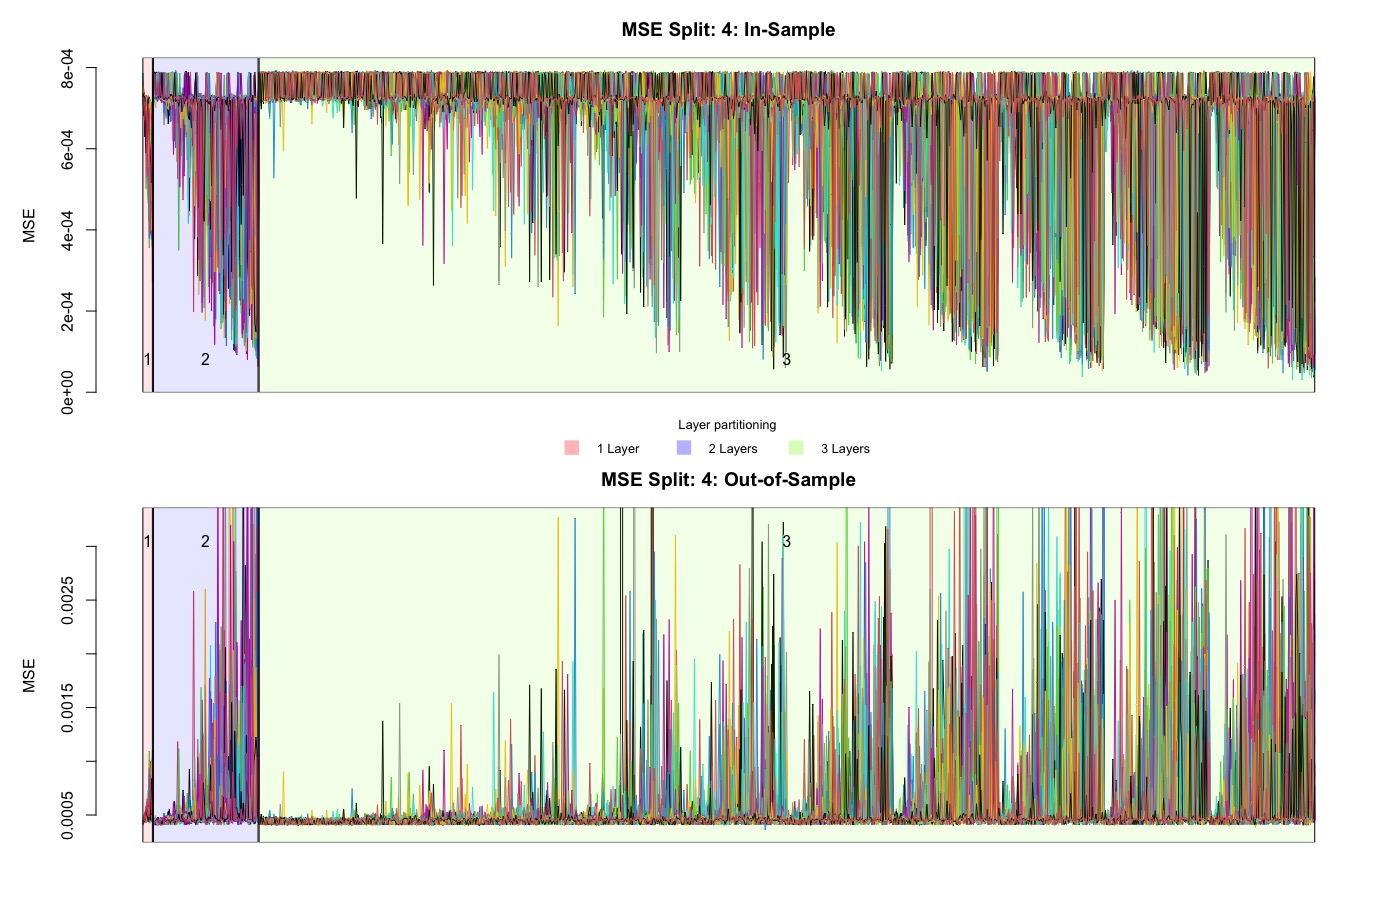 MSE Split: 4: In-Sample
MSE
8e-04
6e-04
4e-04
2e-04
0e+00
1
2
3
Layer partitioning
1 Layer 2 Layers 3 Layers
MSE Split: 4: Out-of-Sample
MSE
0.0025
0.0015
0.0005
1
2
3